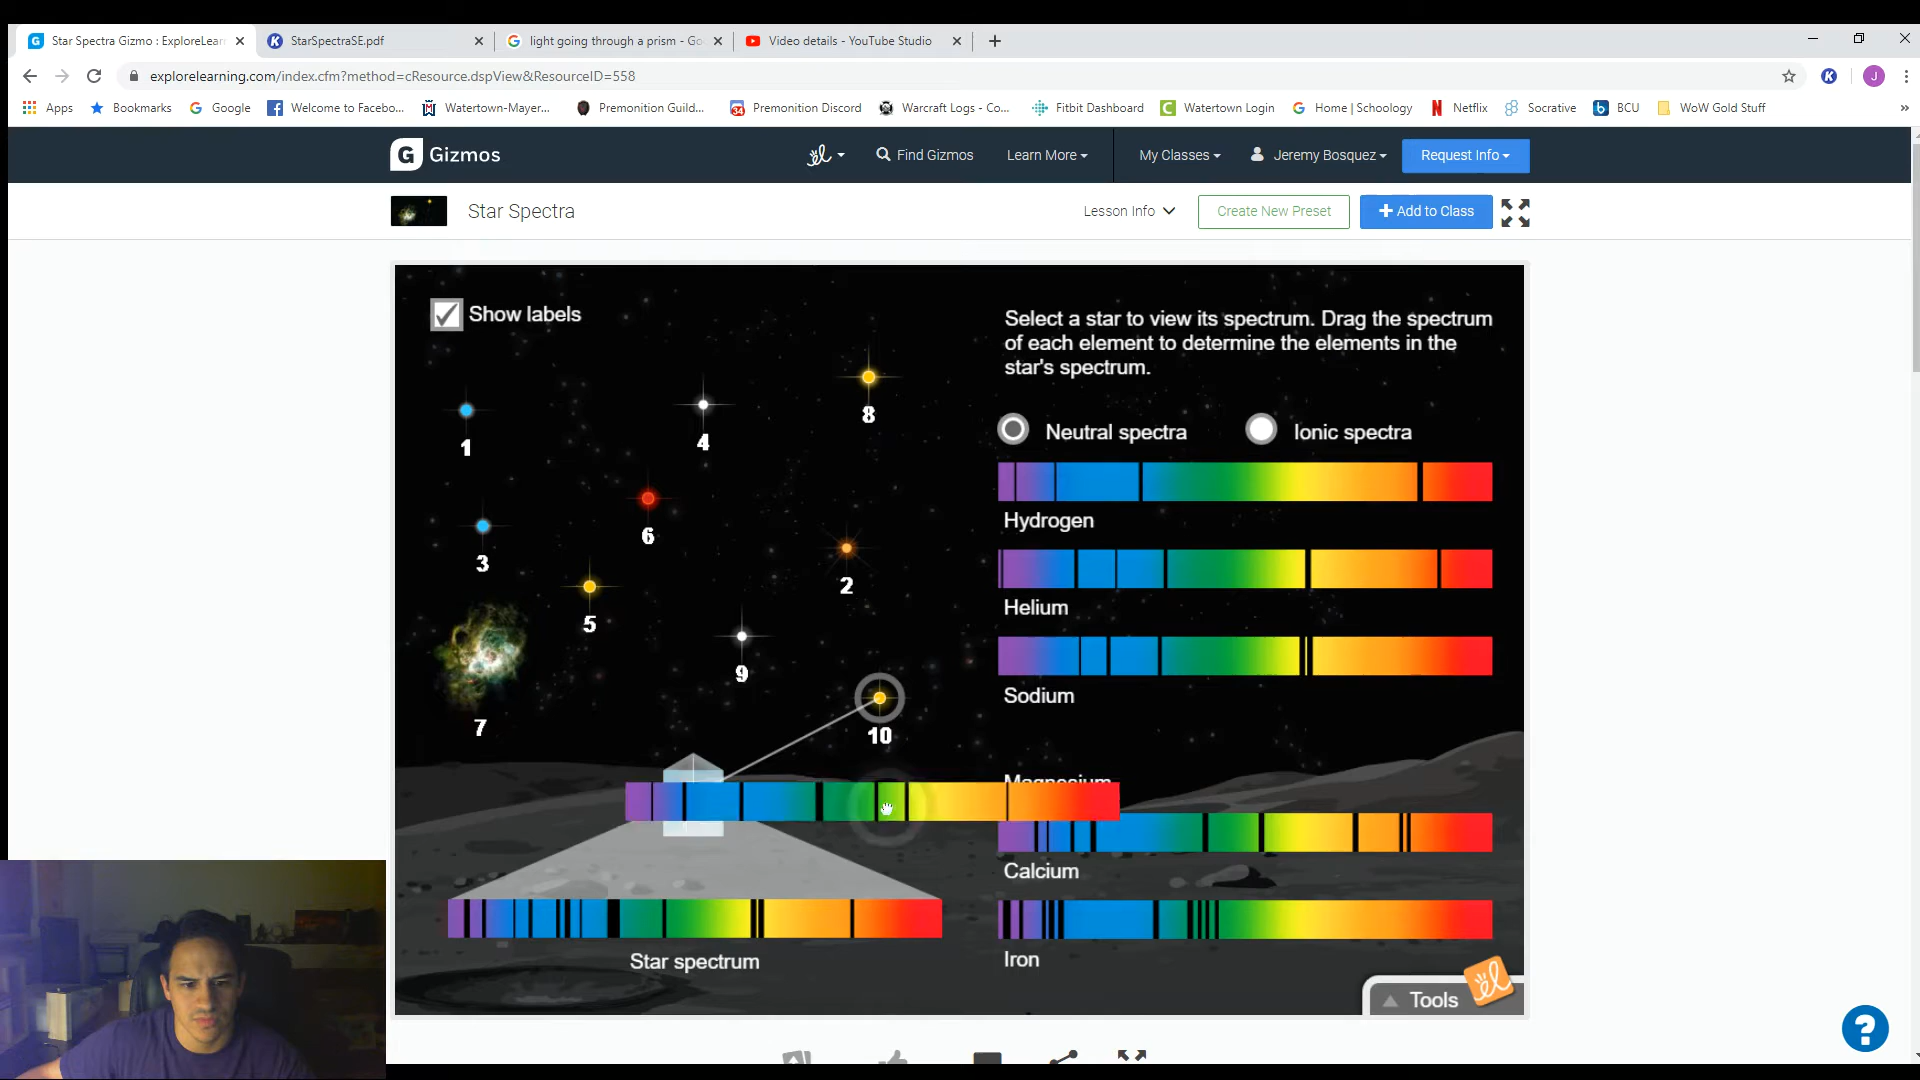 Star Spectra Gizmo : ExploreLear
StarSpectraSE.pdf
light going through a prism - Go
Video details - YouTube Studio
explorelearning.com/index.cfm?method=cResource.dspView&ResourceID=558
Apps
Bookmarks
Google
Welcome to Facebo...
Watertown-Mayer...
Premonition Guild...
Premonition Discord
Warcraft Logs - Co...
Fitbit Dashboard
Watertown Login
Home | Schoology
Netflix
Socrative
BCU
WoW Gold Stuff
G Gizmos
Find Gizmos
Learn More
My Classes
Jeremy Bosquez
Request Info
Star Spectra
Lesson Info
Create New Preset
+ Add to Class
Show labels
Select a star to view its spectrum. Drag the spectrum
of each element to determine the elements in the
star's spectrum.
8
1
4
Neutral spectra
Ionic spectra
Hydrogen
6
3
2
Helium
5
9
Sodium
7
10
Magnesium
Calcium
Star spectrum
Iron
Tools
?